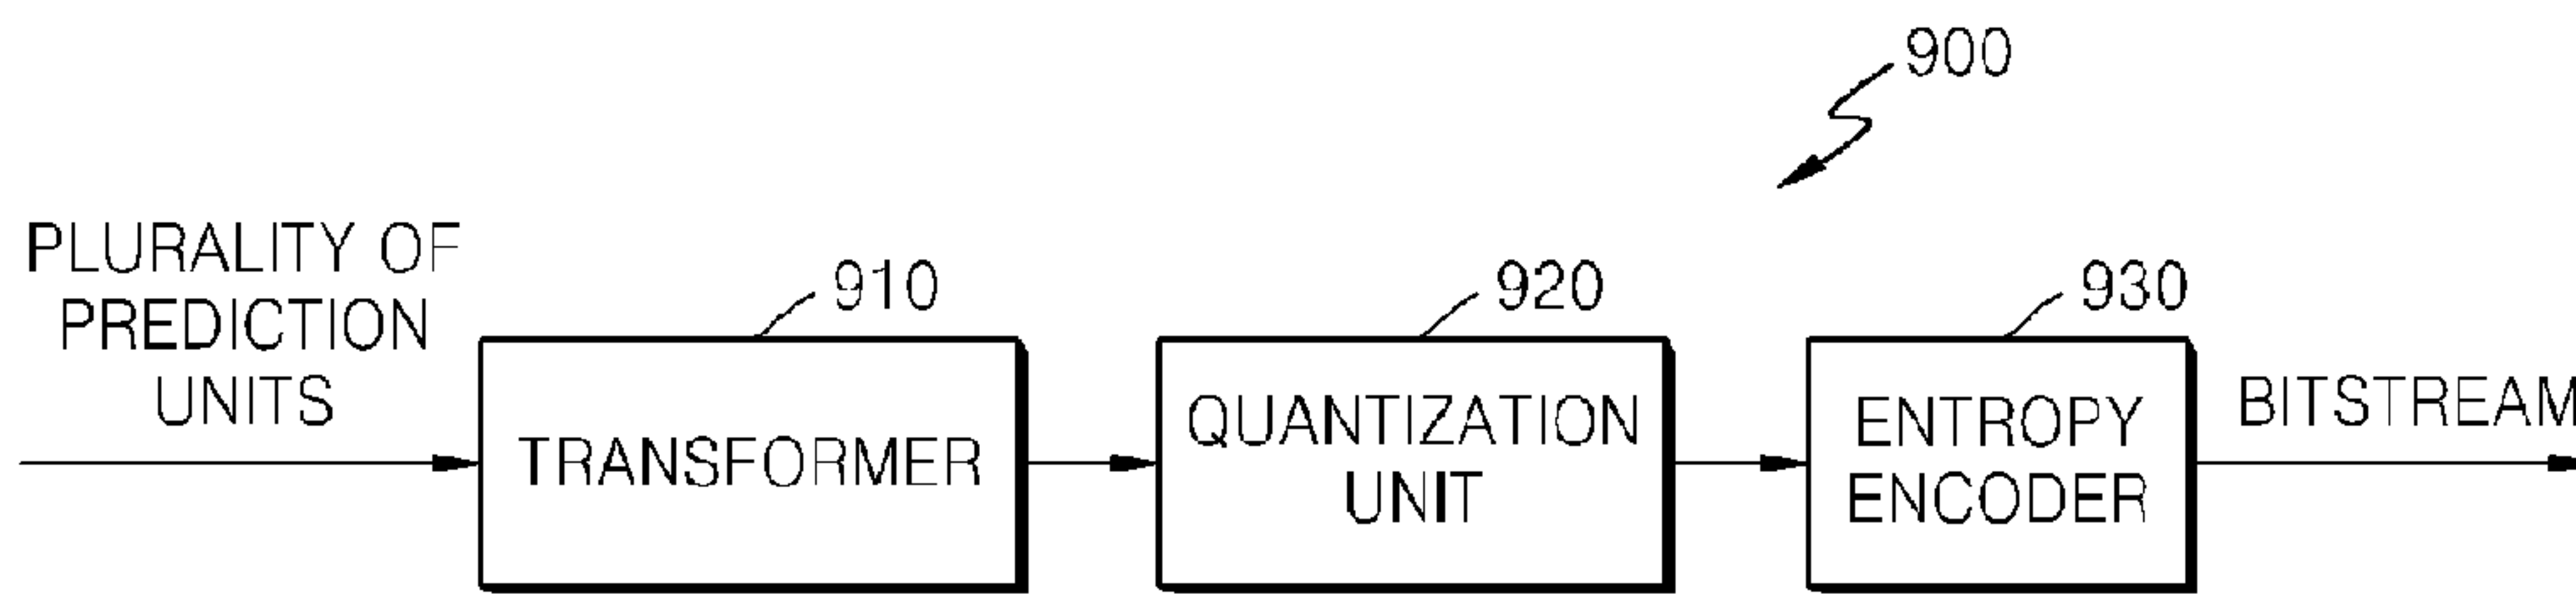 900
PLURALITY OF
PREDICTION
UNITS
910
TRANSFORMER
920
QUANTIZATION
UNIT
930
ENTROPY
ENCODER
BITSTREAM